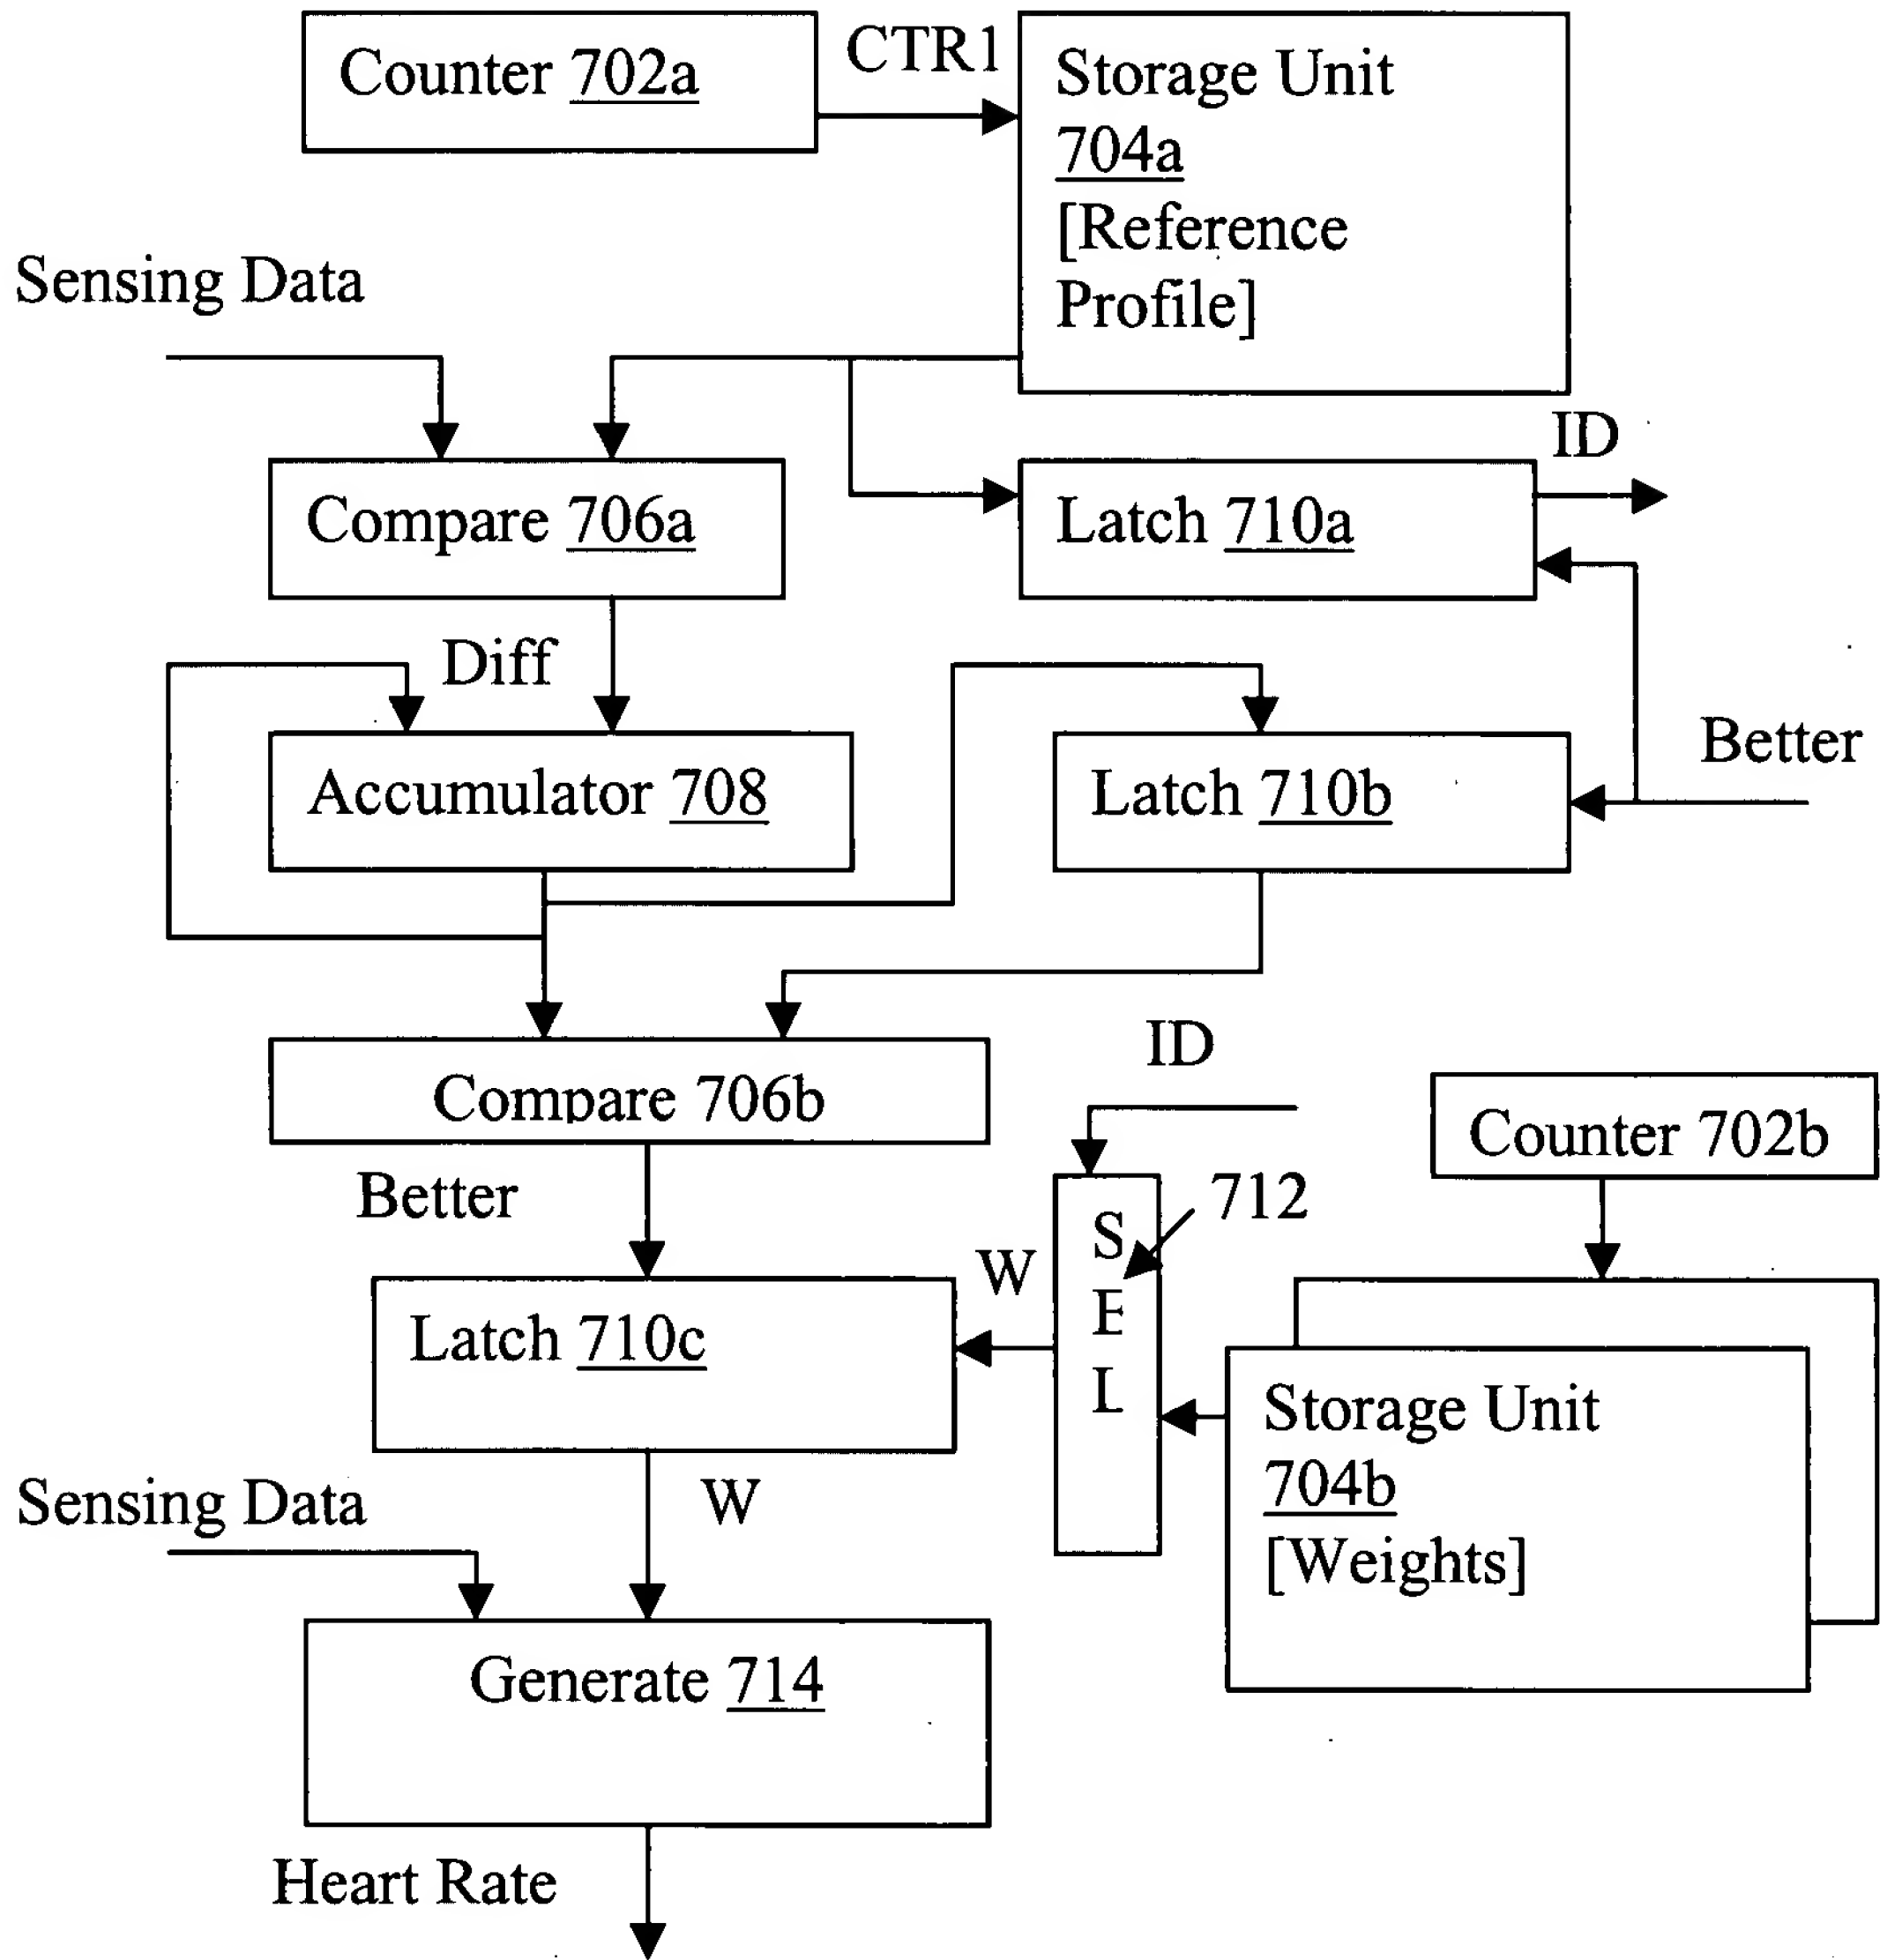 Counter 702a
CTR1
Storage Unit
704a
[Reference
Profile]
Sensing Data
ID
Compare 706a
Latch 710a
Diff
Better
Accumulator 708
Latch 710b
Compare 706b
ID
Counter 702b
Better
712
S
E
L
W
Latch 710c
Storage Unit
704b
[Weights]
Sensing Data
W
Generate 714
Heart Rate